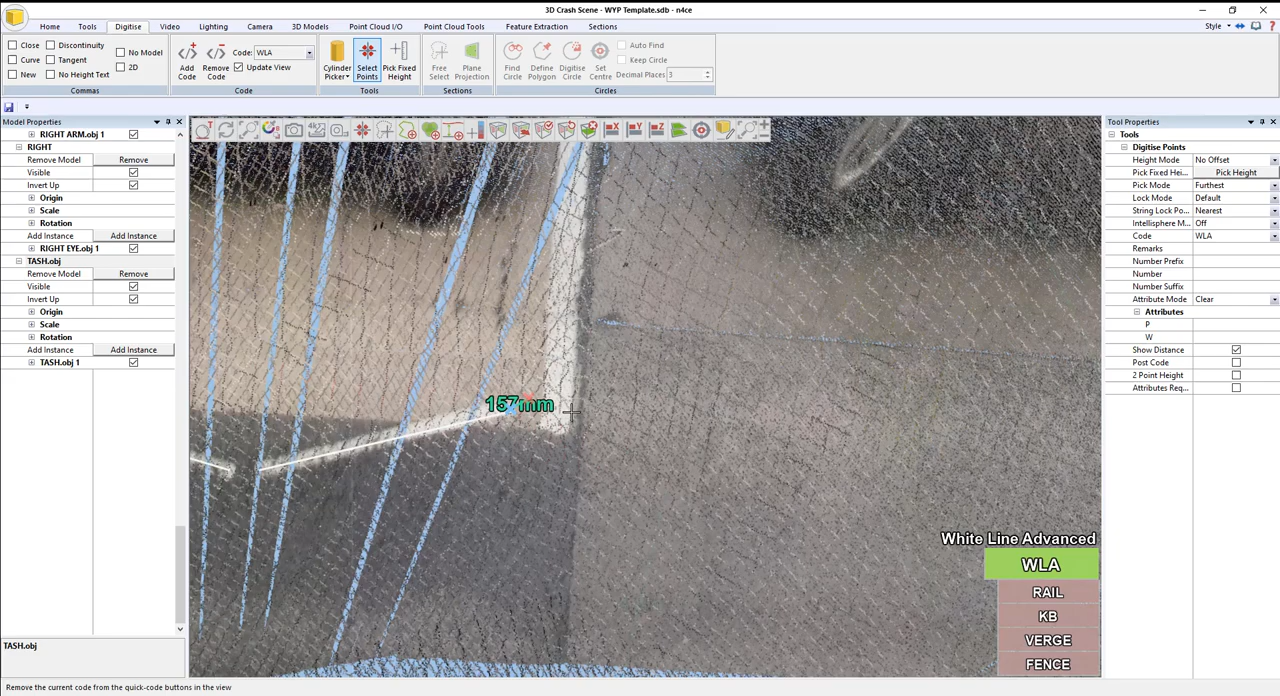 3D Crash Scene - WYP Template.sdb - n4ce
Home Tools Digitise Video Lighting Camera 3D Models Point Cloud I/O Point Cloud Tools Feature Extraction Sections
Style
Close Discontinuity No Model
Curve Tangent 2D
New No Height Text
Commas
Add Code
Remove Code
Code: WLA
Update View
Code
Cylinder Picker
Select Points
Pick Fixed Height
Tools
Free Select
Plane Projection
Sections
Find Circle
Define Polygon
Digitise Circle
Set Centre
Auto Find
Keep Circle
Decimal Places 3
Circles
Model Properties
RIGHT ARM.obj 1
RIGHT
Remove Model Remove
Visible
Invert Up
Origin
Scale
Rotation
Add Instance Add Instance
RIGHT EYE.obj 1
TASH.obj
Remove Model Remove
Visible
Invert Up
Origin
Scale
Rotation
Add Instance Add Instance
TASH.obj 1
TASH.obj
157mm
White Line Advanced
WLA
RAIL
KB
VERGE
FENCE
Tool Properties
Tools
Digitise Points
Height Mode No Offset
Pick Fixed Hei... Pick Height
Pick Mode Furthest
Lock Mode Default
String Lock Po... Nearest
Intellisphere M... Off
Code WLA
Remarks
Number Prefix
Number
Number Suffix
Attribute Mode Clear
Attributes
P
W
Show Distance
Post Code
2 Point Height
Attributes Req...
Remove the current code from the quick-code buttons in the view